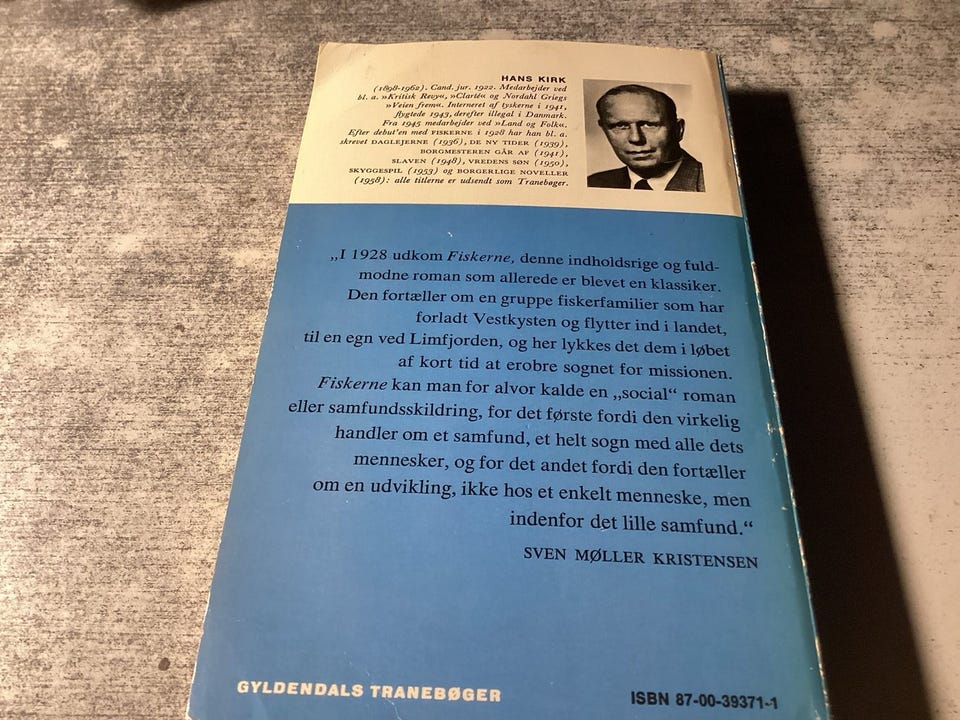 HANS KIRK
(1898-1962). Cand. jur. 1922. Medarbejder ved
bl. a. »Kritisk Revy«, »Clarté« og Nordahl Griegs
»Veien frem«. Interneret af tyskerne i 1941,
flygtede 1943, derefter illegal i Danmark.
Fra 1945 medarbejder ved »Land og Folk«.
Efter debut'en med FISKERNE i 1928 har han bl. a.
skrevet DAGLEJERNE (1936), DE NY TIDER (1939),
BORGMESTEREN GÅR AF (1941),
SLAVEN (1948), VREDENS SØN (1950),
SKYGGESPIL (1953) og BORGERLIGE NOVELLER
(1958): alle titlerne er udsendt som Tranebøger.
„I 1928 udkom Fiskerne, denne indholdsrige og fuld-
modne roman som allerede er blevet en klassiker.
Den fortæller om en gruppe fiskerfamilier som har
forladt Vestkysten og flytter ind i landet,
til en egn ved Limfjorden, og her lykkes det dem i løbet
af kort tid at erobre sognet for missionen.
Fiskerne kan man for alvor kalde en „social“ roman
eller samfundsskildring, for det første fordi den virkelig
handler om et samfund, et helt sogn med alle dets
mennesker, og for det andet fordi den fortæller
om en udvikling, ikke hos et enkelt menneske, men
indenfor det lille samfund.“
SVEN MØLLER KRISTENSEN
GYLDENDALS TRANEBØGER
ISBN 87-00-39371-1